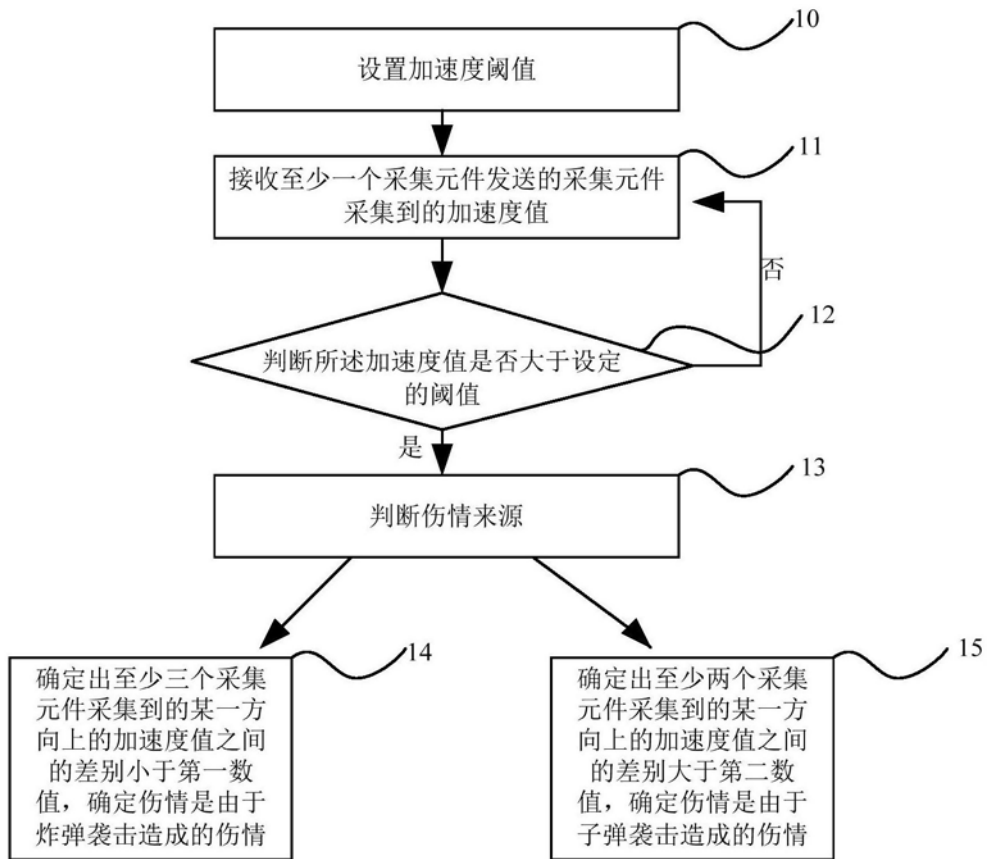 10
设置加速度阈值
11
接收至少一个采集元件发送的采集元件
采集到的加速度值
否
12
判断所述加速度值是否大于设定
的阈值
是
13
判断伤情来源
14
确定出至少三个采集
元件采集到的某一方
向上的加速度值之间
的差别小于第一数
值，确定伤情是由于
炸弹袭击造成的伤情
15
确定出至少两个采集
元件采集到的某一方
向上的加速度值之间
的差别大于第二数
值，确定伤情是由于
子弹袭击造成的伤情